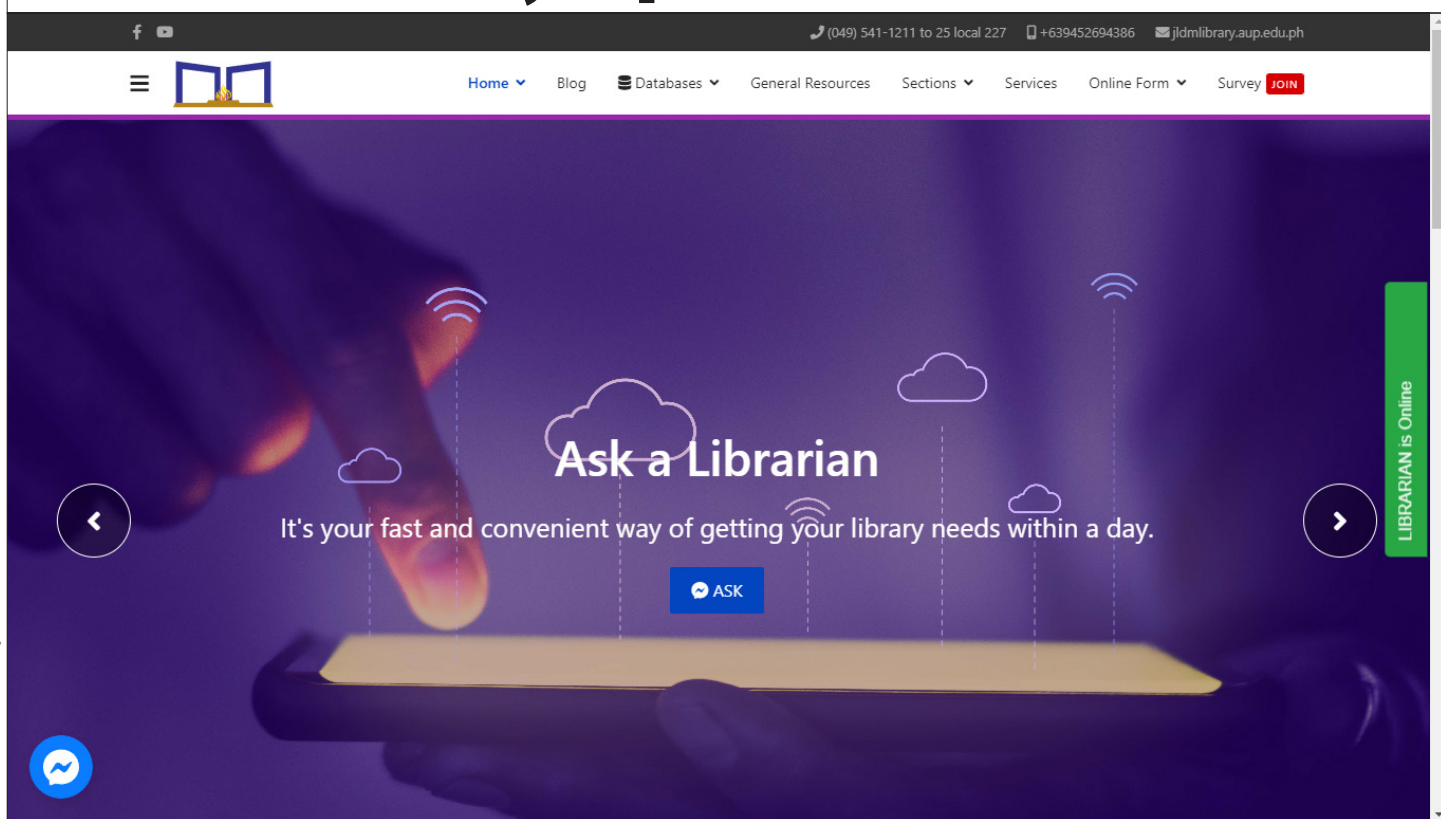 (049) 541-1211 to 25 local 227 +639452694386 jldmlibrary.aup.edu.ph
Home Blog Databases General Resources Sections Services Online Form Survey JOIN
Ask a Librarian
It's your fast and convenient way of getting your library needs within a day.
ASK
LIBRARIAN is Online